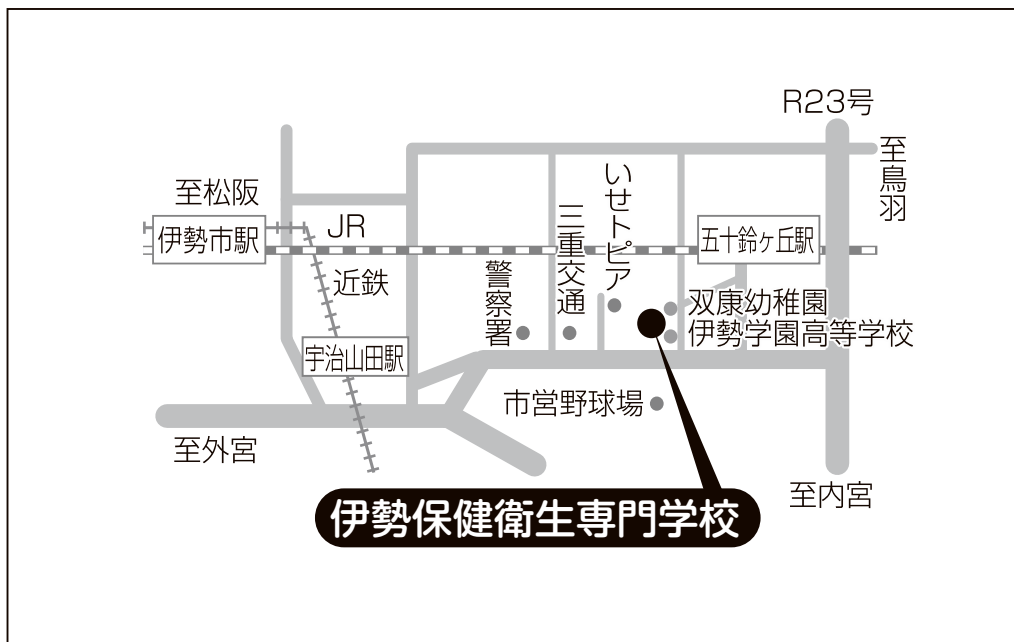 R23号
至鳥羽
至松阪
JR
伊勢市駅
近鉄
いせトピア
三重交通
警察署
五十鈴ヶ丘駅
双康幼稚園
伊勢学園高等学校
宇治山田駅
市営野球場
至外宮
至内宮
伊勢保健衛生専門学校